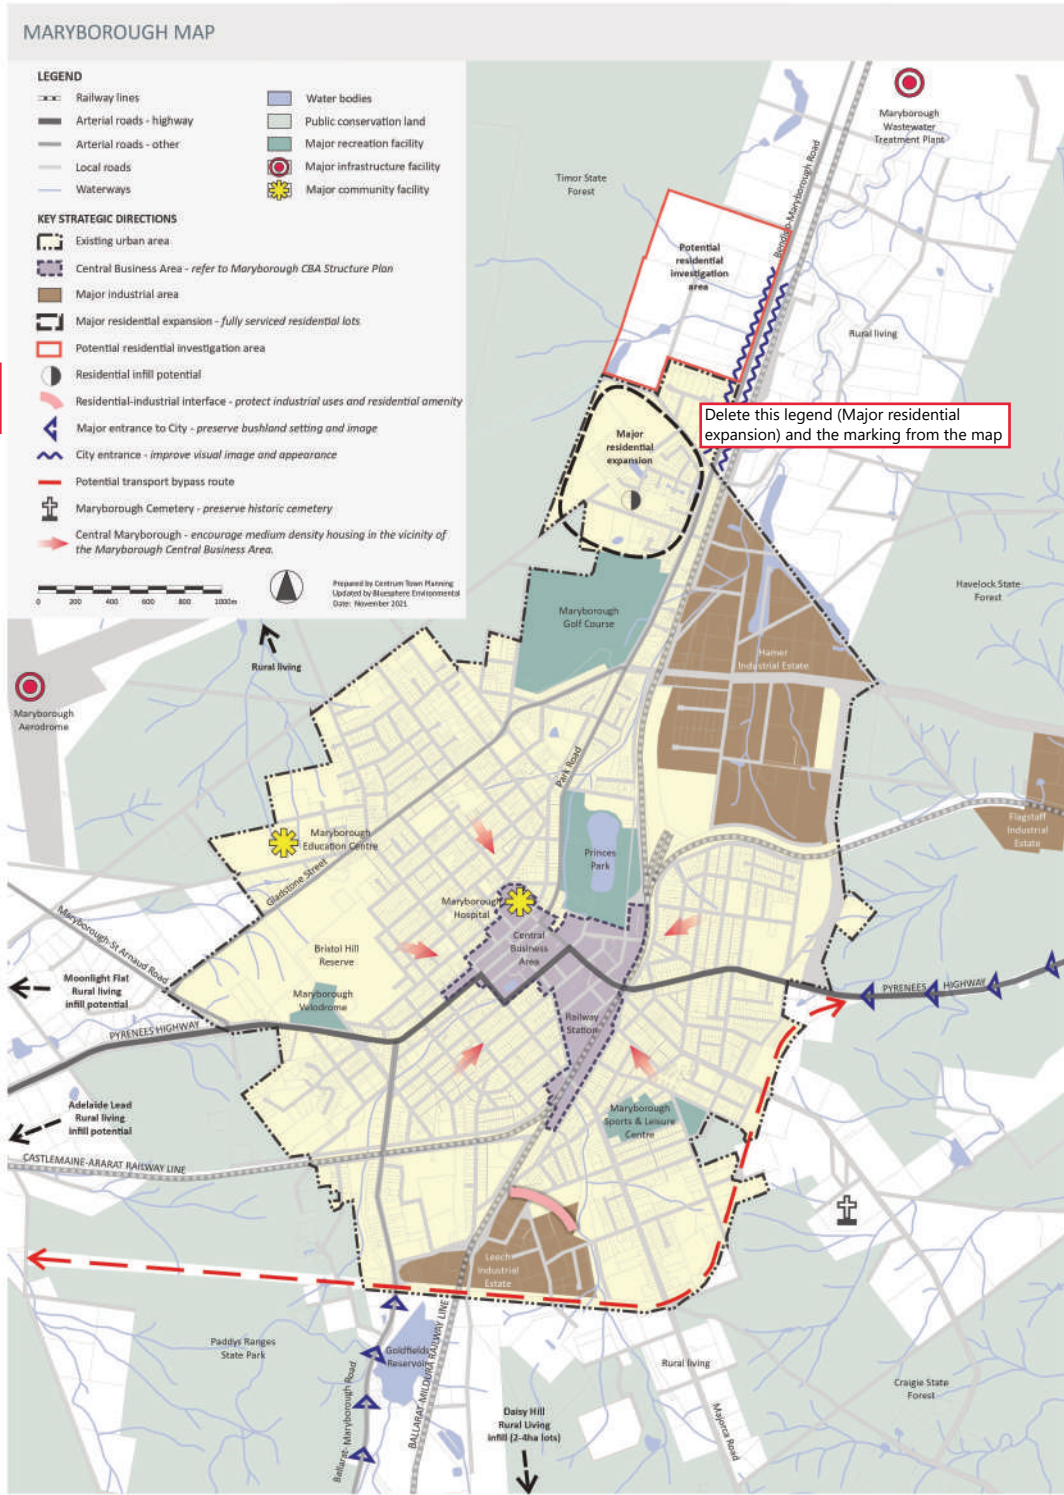 MARYBOROUGH MAP
LEGEND
Railway lines
Arterial roads - highway
Arterial roads - other
Local roads
Waterways
Water bodies
Public conservation land
Major recreation facility
Major infrastructure facility
Major community facility
KEY STRATEGIC DIRECTIONS
Existing urban area
Central Business Area - refer to Maryborough CBA Structure Plan
Major industrial area
Major residential expansion - fully serviced residential lots
Potential residential investigation area
Residential infill potential
Residential-industrial interface - protect industrial uses and residential amenity
Major entrance to City - preserve bushland setting and image
City entrance - improve visual image and appearance
Potential transport bypass route
Maryborough Cemetery - preserve historic cemetery
Central Maryborough - encourage medium density housing in the vicinity of
the Maryborough Central Business Area.
0 200 400 600 800 1000m
Prepared by Centrum Town Planning
Updated by Bluesphere Environmental
Date: November 2021
Maryborough
Wastewater
Treatment Plant
Timor State
Forest
Bendigo-Maryborough Road
Potential
residential
investigation
area
Rural living
Delete this legend (Major residential
expansion) and the marking from the map
Major
residential
expansion
Havelock State
Forest
Maryborough
Golf Course
Hamer
Industrial Estate
Rural living
Maryborough
Aerodrome
Park Road
Flagstaff
Industrial
Estate
Maryborough
Education Centre
Princes
Park
Gladstone Street
Maryborough
Hospital
Maryborough-St Arnaud Road
Central
Business
Area
Bristol Hill
Reserve
Moonlight Flat
Rural living
infill potential
Maryborough
Velodrome
PYRENEES HIGHWAY
PYRENEES HIGHWAY
Railway
Station
Adelaide Lead
Rural living
infill potential
Maryborough
Sports & Leisure
Centre
CASTLEMAINE-ARARAT RAILWAY LINE
Leech
Industrial
Estate
Paddys Ranges
State Park
Goldfields
Reservoir
BALLARAT-MILDURA RAILWAY LINE
Ballarat- Maryborough Road
Rural living
Craigie State
Forest
Majorca Road
Daisy Hill
Rural Living
infill (2-4ha lots)